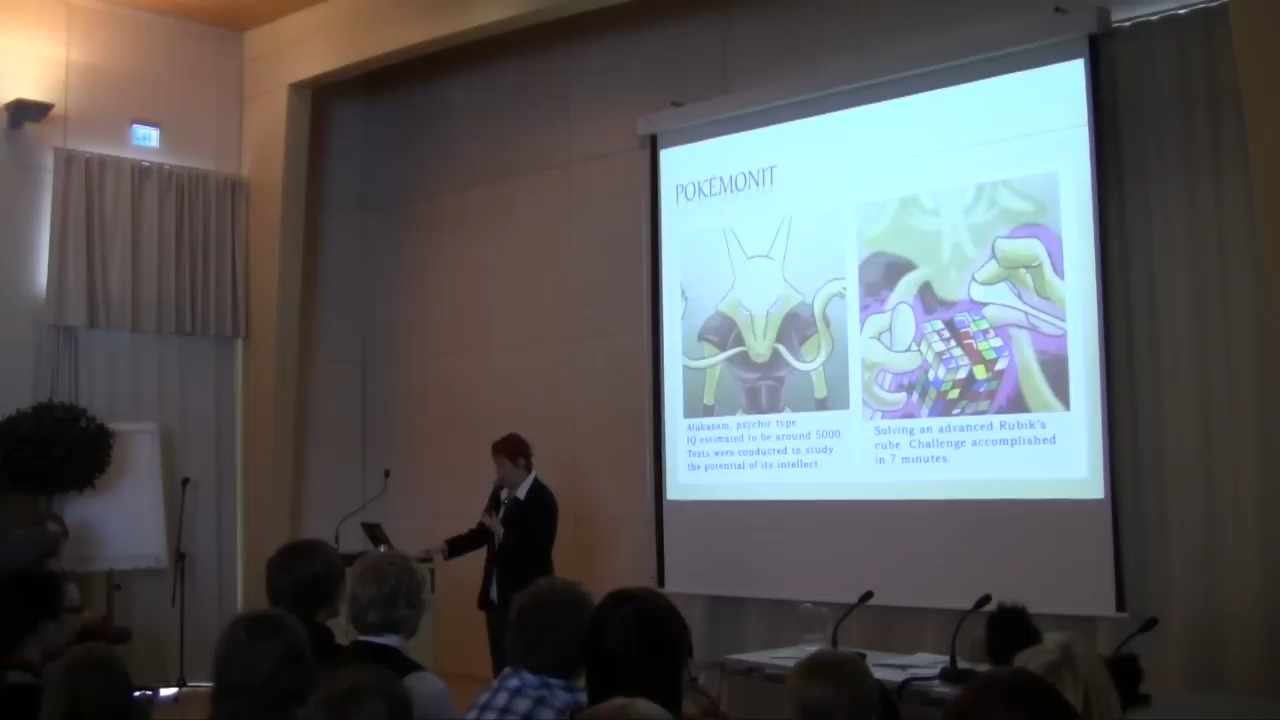 POKÉMONIT
Alakazam, psychic type
IQ estimated to be around 5000
Tests were conducted to study
the potential of its intellect.
Solving an advanced Rubik's
cube. Challenge accomplished
in 7 minutes.